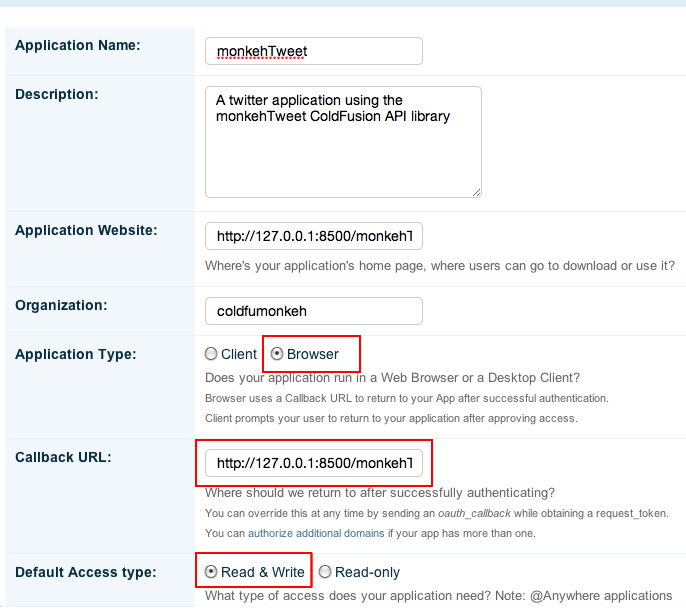 Application Name: monkehTweet
Description: A twitter application using the
monkehTweet ColdFusion API library
Application Website: http://127.0.0.1:8500/monkehT
Where's your application's home page, where users can go to download or use it?
Organization: coldfumonkeh
Application Type: Client Browser
Does your application run in a Web Browser or a Desktop Client?
Browser uses a Callback URL to return to your App after successful authentication.
Client prompts your user to return to your application after approving access.
Callback URL: http://127.0.0.1:8500/monkehT
Where should we return to after successfully authenticating?
You can override this at any time by sending an oauth_callback while obtaining a request_token.
You can authorize additional domains if your app has more than one.
Default Access type: Read & Write Read-only
What type of access does your application need? Note: @Anywhere applications